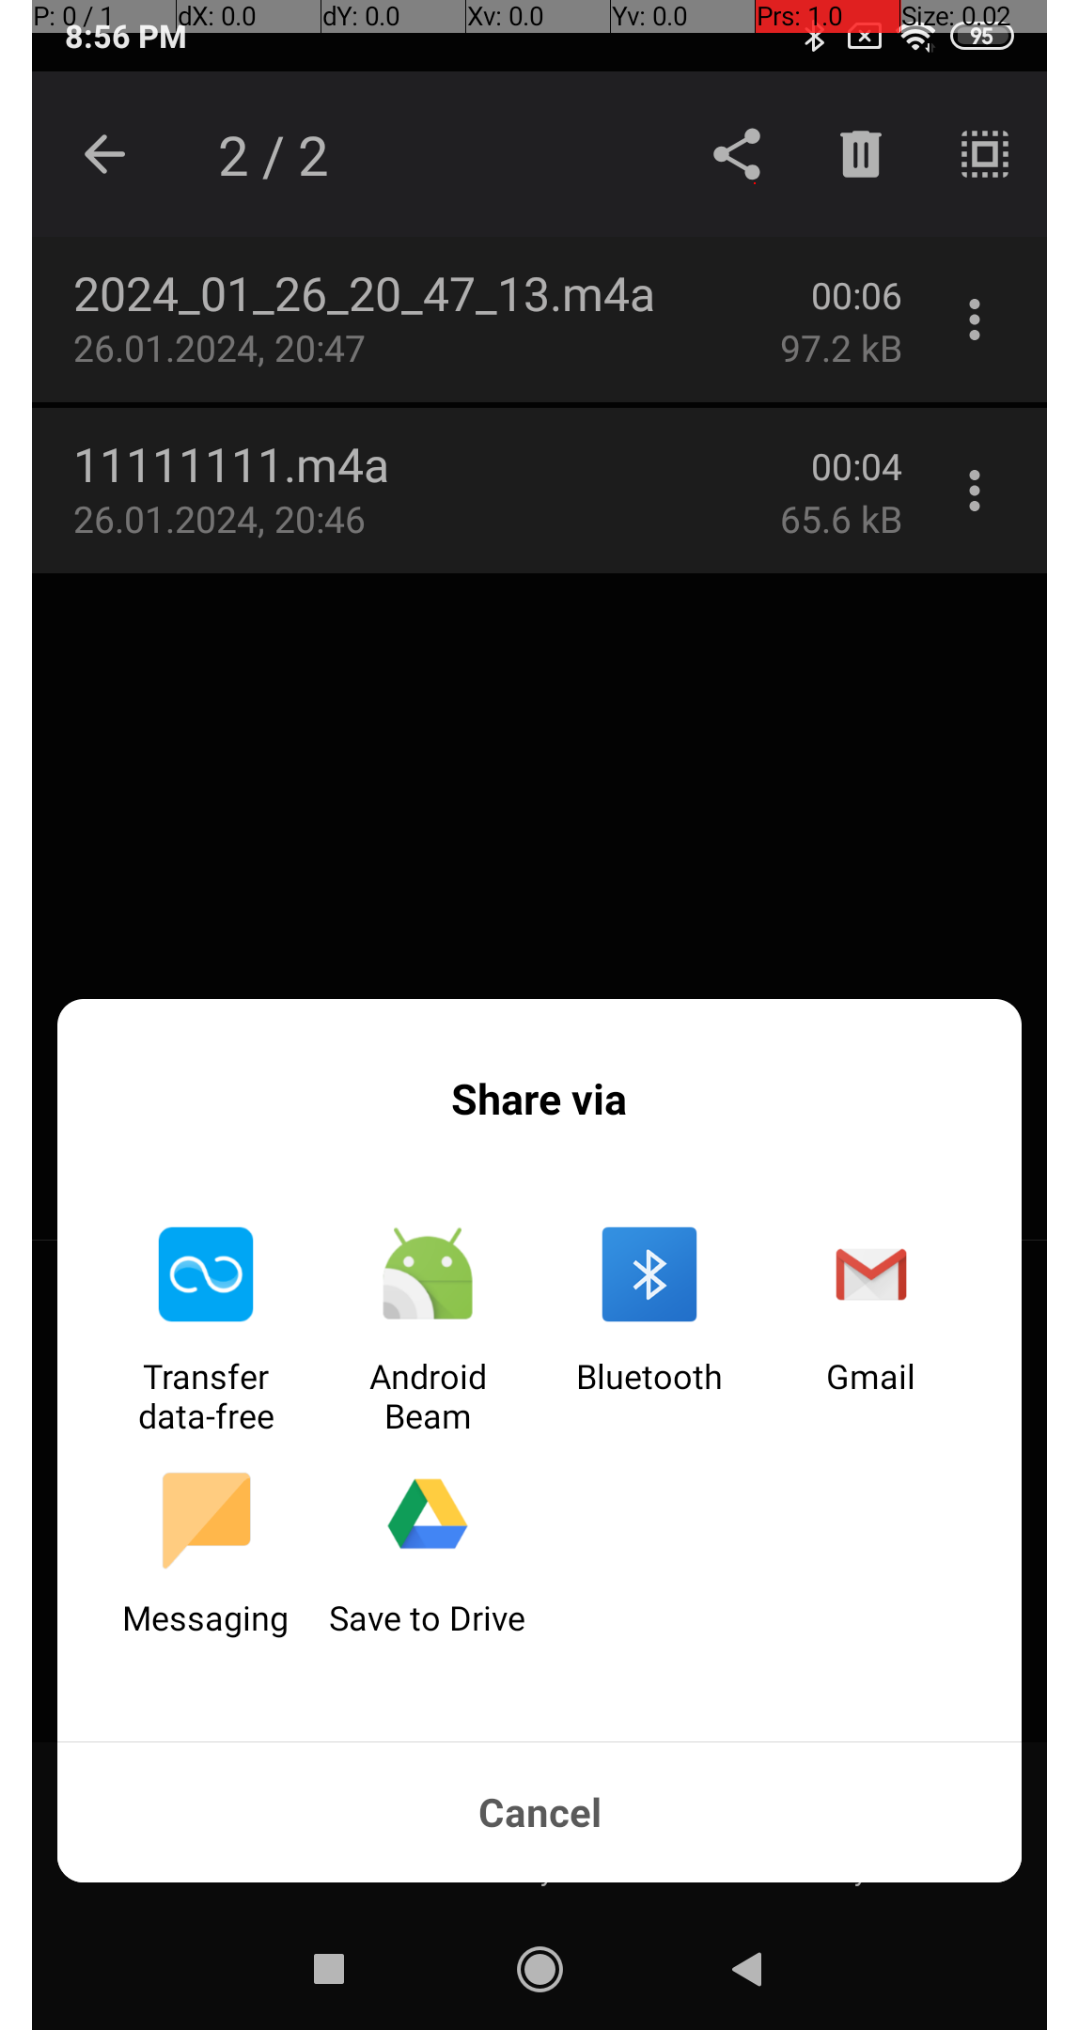 P: 0 / 1 dX: 0.0 dY: 0.0 Xv: 0.0 Yv: 0.0 Prs: 1.0 Size: 0.02
8:56 PM 95
2 / 2
2024_01_26_20_47_13.m4a 00:06
26.01.2024, 20:47 97.2 kB
11111111.m4a 00:04
26.01.2024, 20:46 65.6 kB
Share via
Transfer
data-free
Android
Beam
Bluetooth
Gmail
Messaging
Save to Drive
Cancel